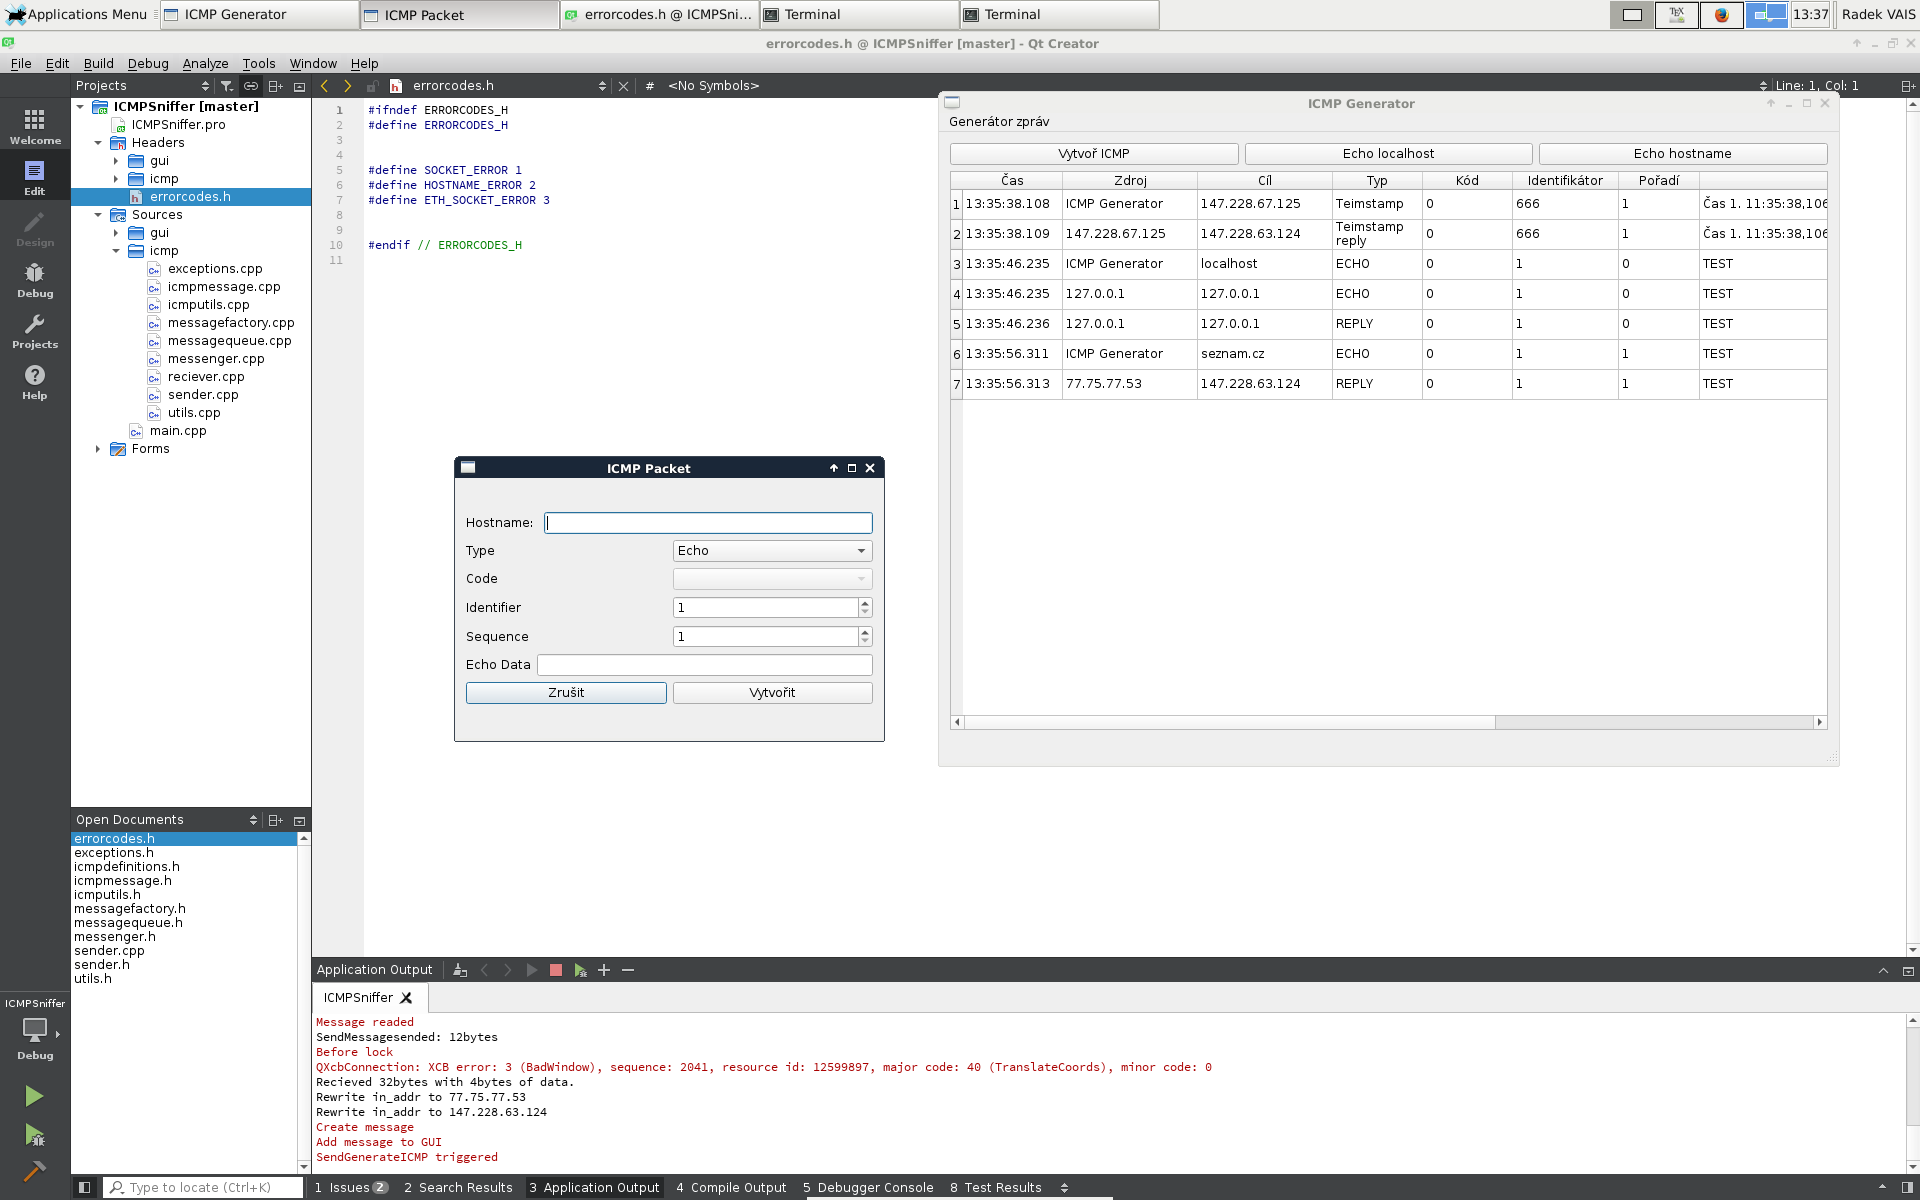 Applications Menu
ICMP Generator
ICMP Packet
errorcodes.h @ ICMPSni...
Terminal
Terminal
13:37
Radek VAIS
errorcodes.h @ ICMPSniffer [master] - Qt Creator
File Edit Build Debug Analyze Tools Window Help
Projects
errorcodes.h
# <No Symbols>
Line: 1, Col: 1
Welcome
Edit
Design
Debug
Projects
Help
ICMPSniffer [master]
ICMPSniffer.pro
Headers
gui
icmp
errorcodes.h
Sources
gui
icmp
exceptions.cpp
icmpmessage.cpp
icmputils.cpp
messagefactory.cpp
messagequeue.cpp
messenger.cpp
reciever.cpp
sender.cpp
utils.cpp
main.cpp
Forms
1 #ifndef ERRORCODES_H
2 #define ERRORCODES_H
3
4
5 #define SOCKET_ERROR 1
6 #define HOSTNAME_ERROR 2
7 #define ETH_SOCKET_ERROR 3
8
9
10 #endif // ERRORCODES_H
11
ICMP Generator
Generátor zpráv
Vytvoř ICMP
Echo localhost
Echo hostname
Čas Zdroj Cíl Typ Kód Identifikátor Pořadí
1 13:35:38.108 ICMP Generator 147.228.67.125 Teimstamp 0 666 1 Čas 1. 11:35:38,106
2 13:35:38.109 147.228.67.125 147.228.63.124 Teimstamp reply 0 666 1 Čas 1. 11:35:38,106
3 13:35:46.235 ICMP Generator localhost ECHO 0 1 0 TEST
4 13:35:46.235 127.0.0.1 127.0.0.1 ECHO 0 1 0 TEST
5 13:35:46.236 127.0.0.1 127.0.0.1 REPLY 0 1 0 TEST
6 13:35:56.311 ICMP Generator seznam.cz ECHO 0 1 1 TEST
7 13:35:56.313 77.75.77.53 147.228.63.124 REPLY 0 1 1 TEST
ICMP Packet
Hostname:
Type Echo
Code
Identifier 1
Sequence 1
Echo Data
Zrušit
Vytvořit
Open Documents
errorcodes.h
exceptions.h
icmpdefinitions.h
icmpmessage.h
icmputils.h
messagefactory.h
messagequeue.h
messenger.h
sender.cpp
sender.h
utils.h
ICMPSniffer
Debug
Application Output
ICMPSniffer
Message readed
SendMessagesended: 12bytes
Before lock
QXcbConnection: XCB error: 3 (BadWindow), sequence: 2041, resource id: 12599897, major code: 40 (TranslateCoords), minor code: 0
Recieved 32bytes with 4bytes of data.
Rewrite in_addr to 77.75.77.53
Rewrite in_addr to 147.228.63.124
Create message
Add message to GUI
SendGenerateICMP triggered
Type to locate (Ctrl+K)
1 Issues 2
2 Search Results
3 Application Output
4 Compile Output
5 Debugger Console
8 Test Results